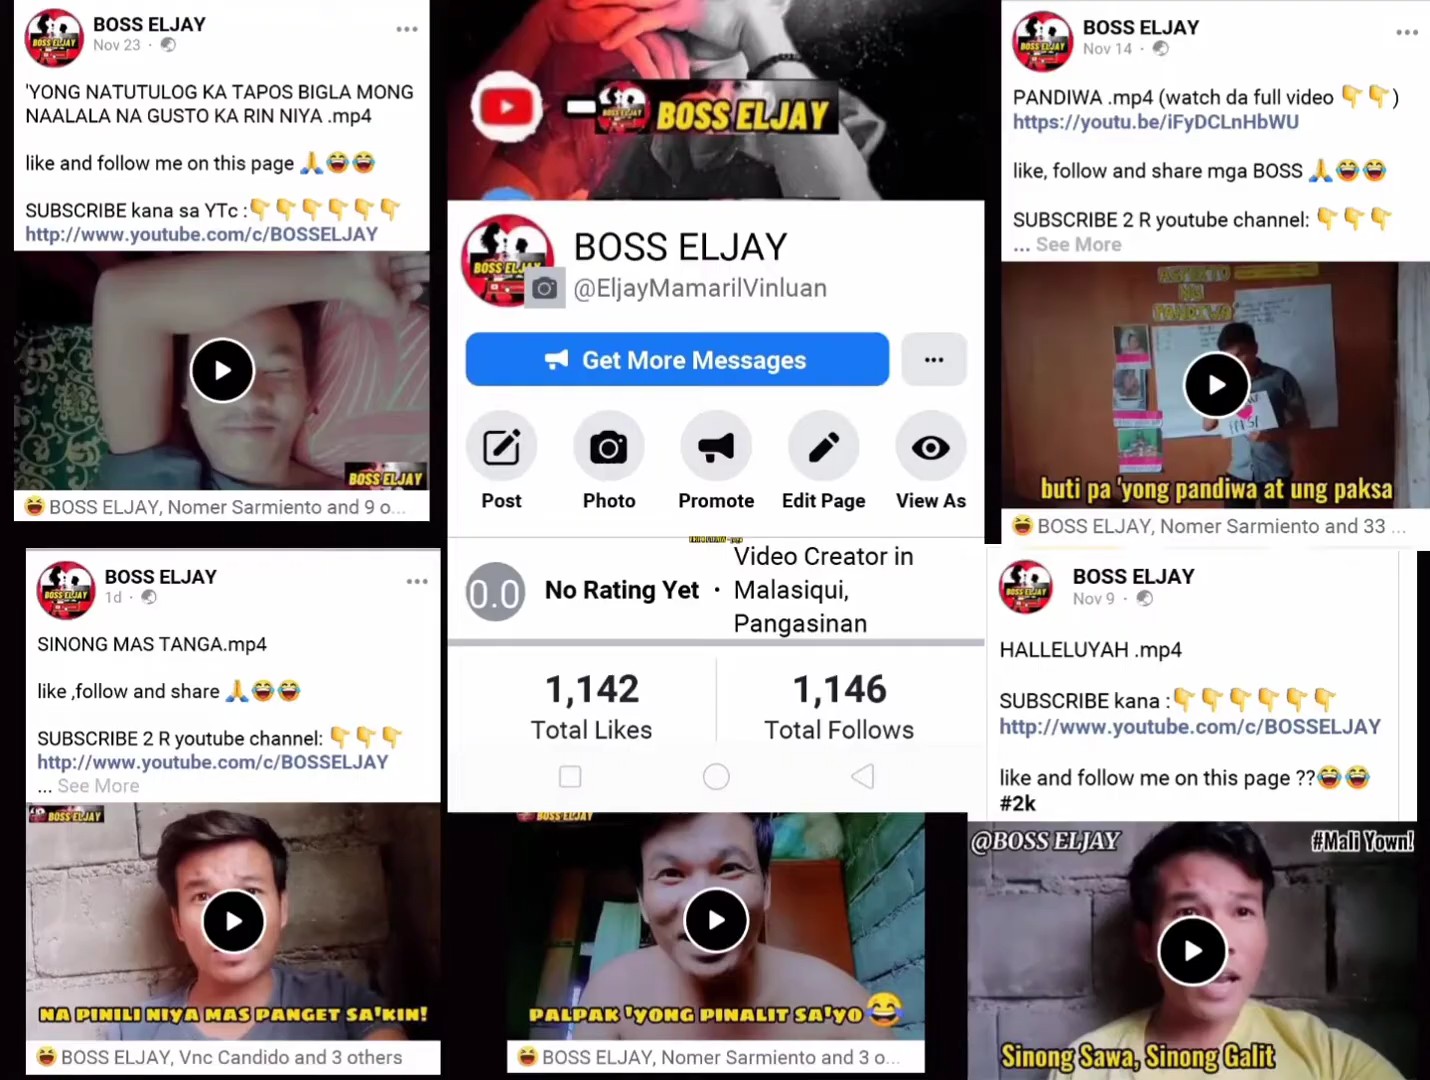 BOSS ELJAY
Nov 23 ·
'YONG NATUTULOG KA TAPOS BIGLA MONG
NAALALA NA GUSTO KA RIN NIYA .mp4
like and follow me on this page 🙏😂😂
SUBSCRIBE kana sa YTc :👇👇👇👇👇👇
http://www.youtube.com/c/BOSSELJAY
BOSS ELJAY
BOSS ELJAY, Nomer Sarmiento and 9 o...
BOSS ELJAY
1d ·
SINONG MAS TANGA.mp4
like ,follow and share 🙏😂😂
SUBSCRIBE 2 R youtube channel: 👇👇👇
http://www.youtube.com/c/BOSSELJAY
... See More
BOSS ELJAY
NA PINILI NIYA MAS PANGET SA'KIN!
BOSS ELJAY, Vnc Candido and 3 others
BOSS ELJAY
BOSS ELJAY
BOSS ELJAY
@EljayMamarilVinluan
Get More Messages
Post
Photo
Promote
Edit Page
View As
0.0
No Rating Yet ·
Video Creator in
Malasiqui,
Pangasinan
1,142
Total Likes
1,146
Total Follows
BOSS ELJAY
PALPAK 'YONG PINALIT SA'YO 😂
BOSS ELJAY, Nomer Sarmiento and 3 o...
BOSS ELJAY
Nov 14 ·
PANDIWA .mp4 (watch da full video 👇👇)
https://youtu.be/iFyDCLnHbWU
like, follow and share mga BOSS 🙏😂😂
SUBSCRIBE 2 R youtube channel: 👇👇👇
... See More
buti pa 'yong pandiwa at ung paksa
BOSS ELJAY, Nomer Sarmiento and 33 ...
BOSS ELJAY
Nov 9 ·
HALLELUYAH .mp4
SUBSCRIBE kana :👇👇👇👇👇👇
http://www.youtube.com/c/BOSSELJAY
like and follow me on this page ??😂😂
#2k
@BOSS ELJAY
#Mali Yown!
Sinong Sawa, Sinong Galit